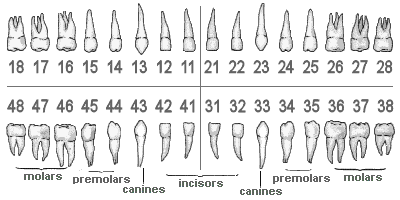 18 17 16 15 14 13 12 11 21 22 23 24 25 26 27 28
48 47 46 45 44 43 42 41 31 32 33 34 35 36 37 38
molars premolars canines incisors canines premolars molars